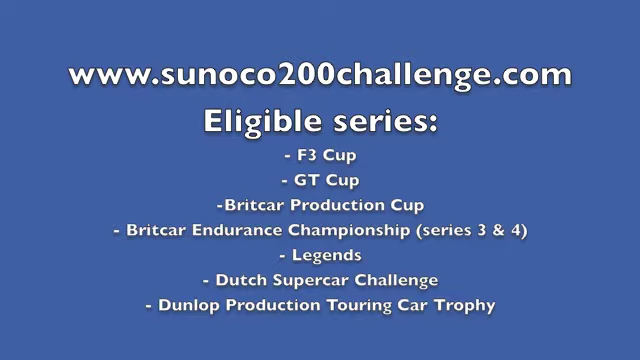 www.sunoco200challenge.com
Eligible series:
- F3 Cup
- GT Cup
-Britcar Production Cup
- Britcar Endurance Championship (series 3 & 4)
- Legends
- Dutch Supercar Challenge
- Dunlop Production Touring Car Trophy